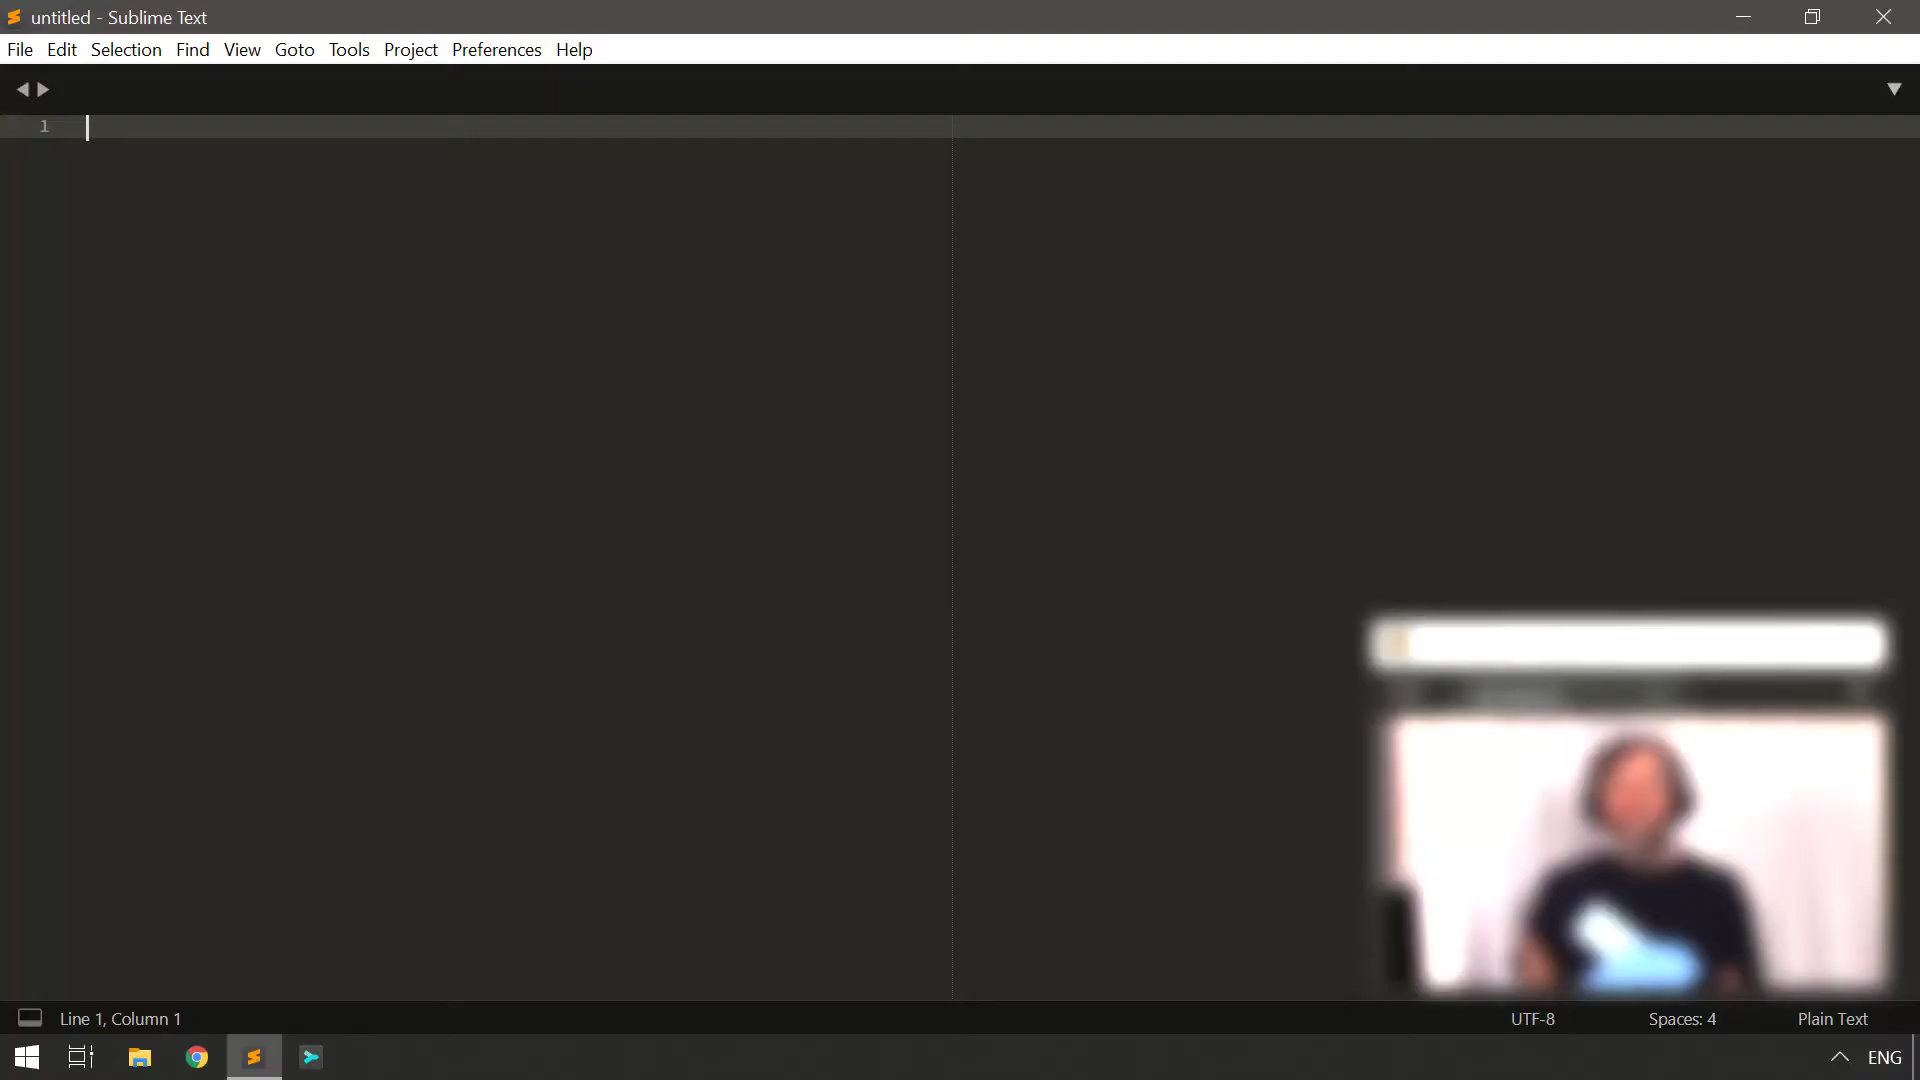 untitled - Sublime Text
File Edit Selection Find View Goto Tools Project Preferences Help
1
Line 1, Column 1
UTF-8
Spaces: 4
Plain Text
ENG